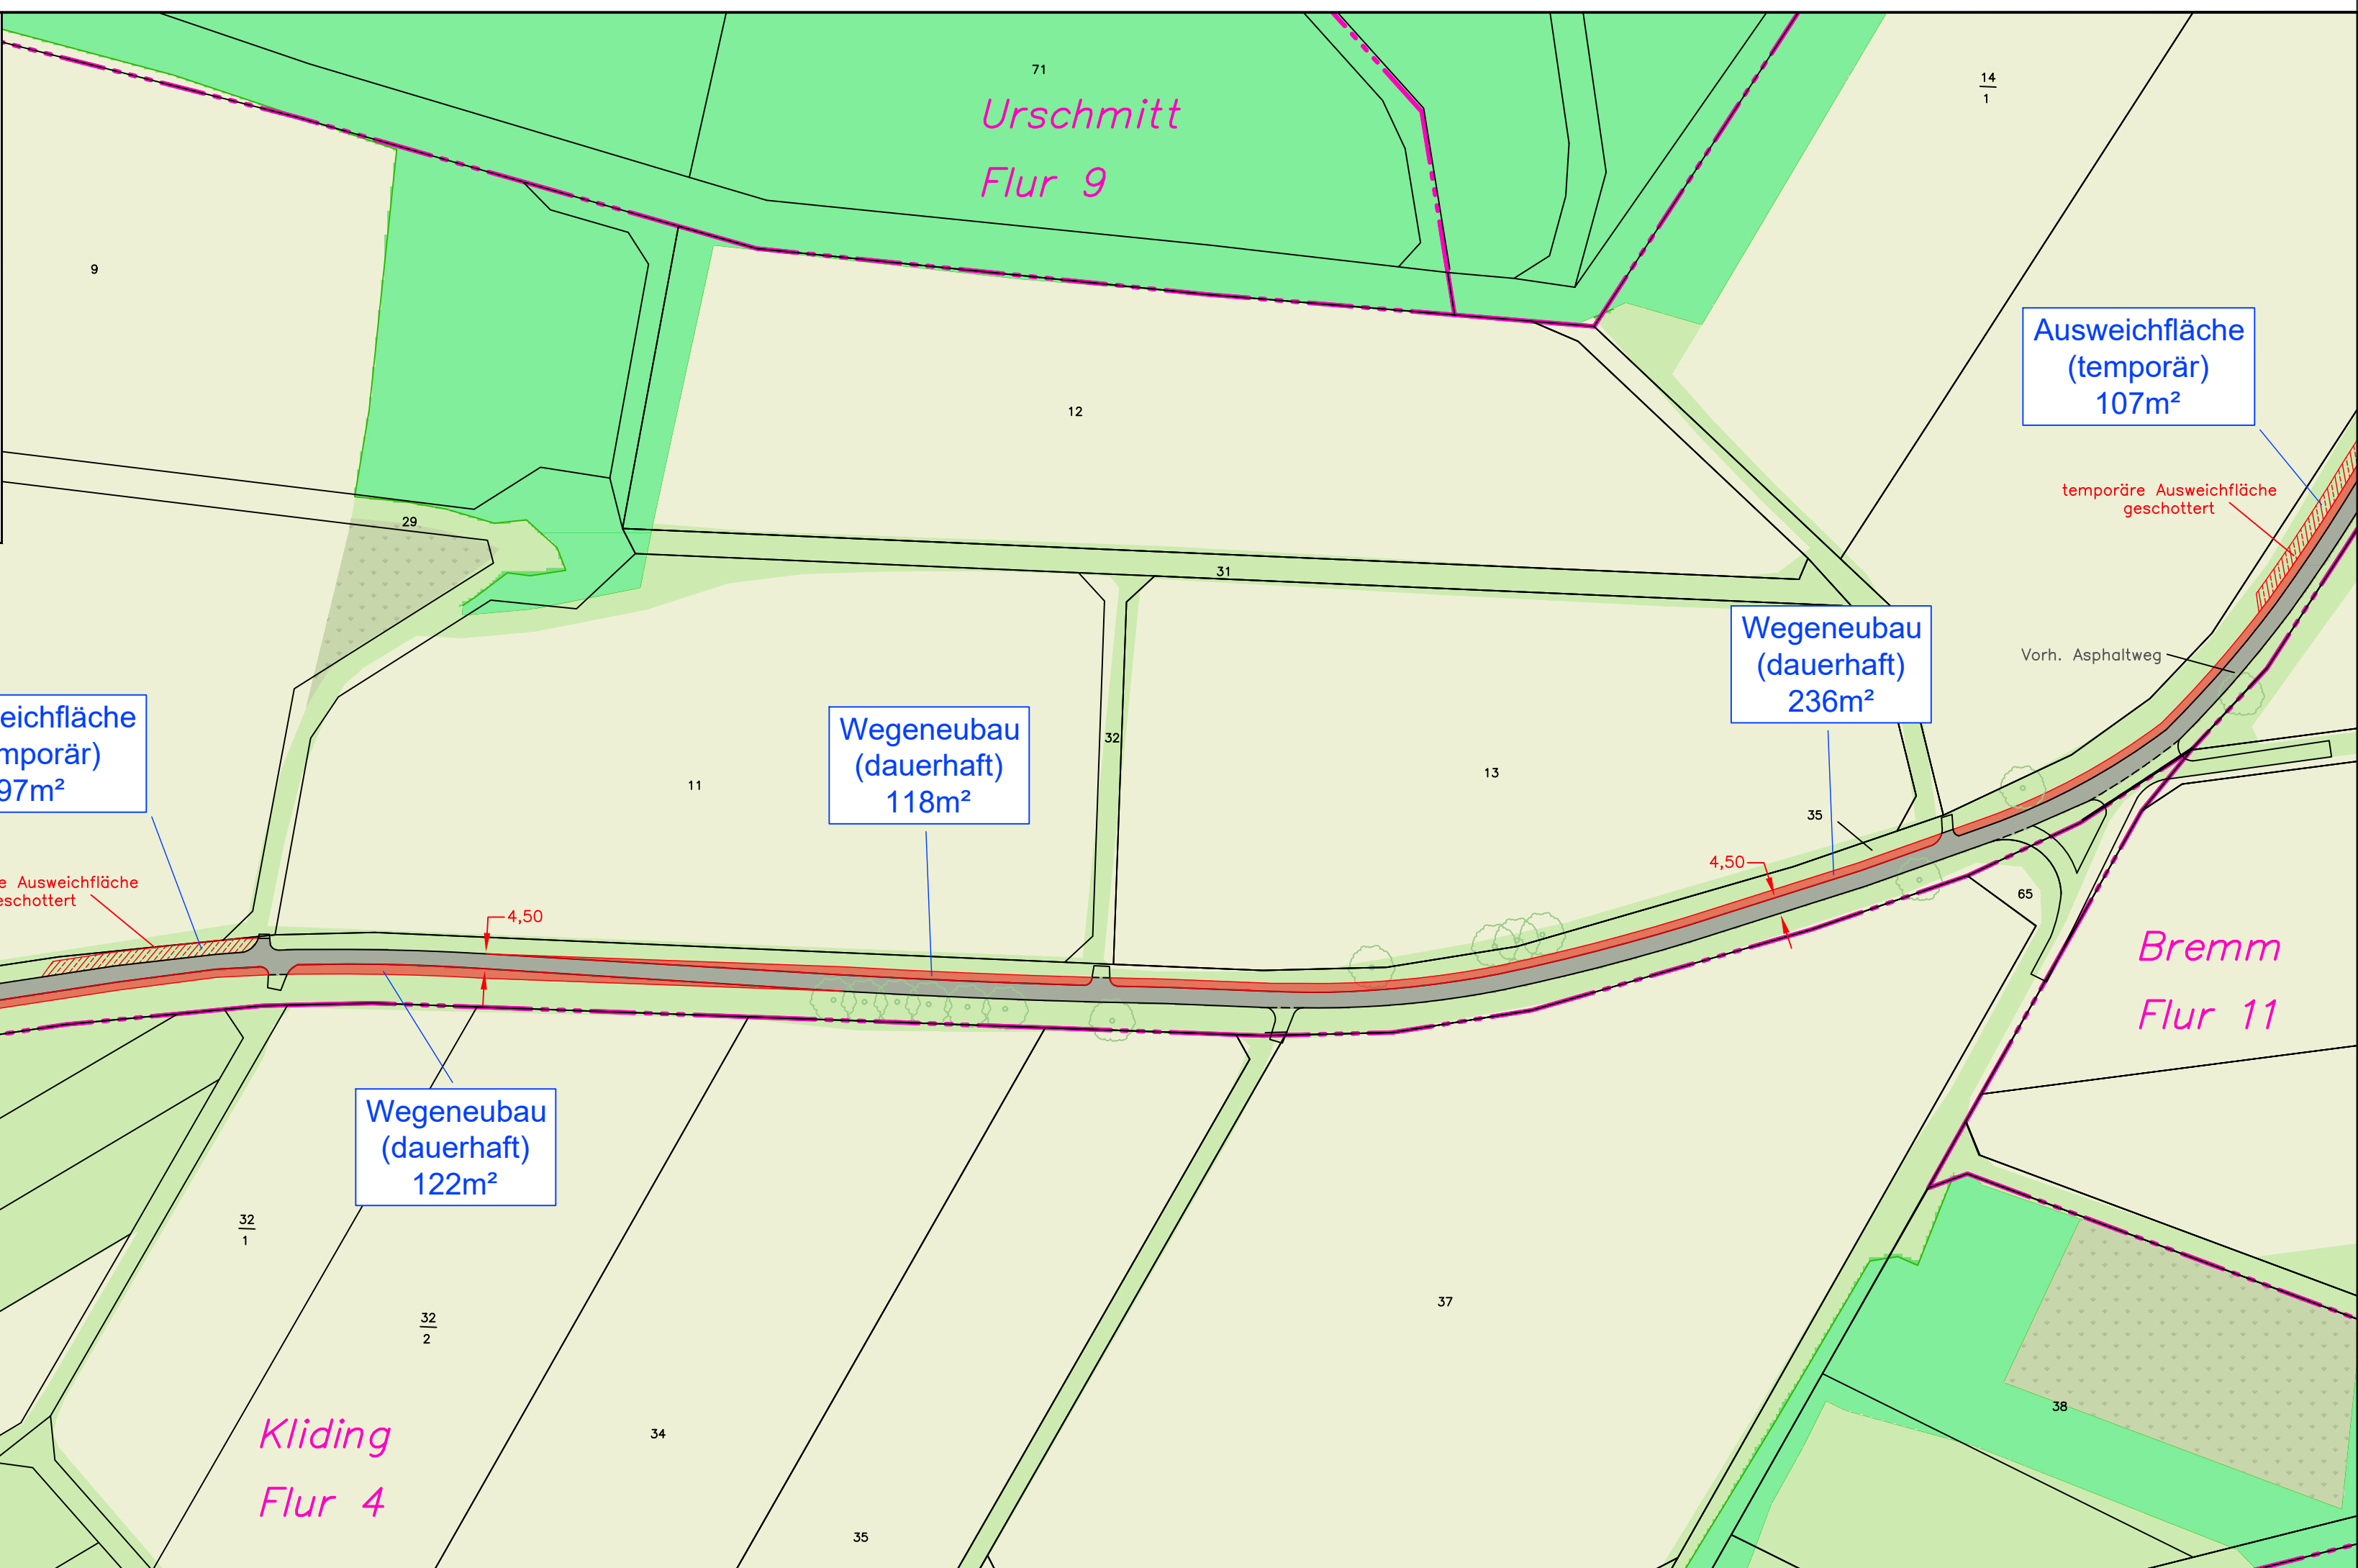 71
Urschmitt
Flur 9
14
1
9
12
Ausweichfläche
(temporär)
107m²
temporäre Ausweichfläche
geschottert
29
31
Wegeneubau
(dauerhaft)
236m²
Vorh. Asphaltweg
eichfläche
mporär)
97m²
Wegeneubau
(dauerhaft)
118m²
32
11
13
35
4,50
e Ausweichfläche
eschottert
4,50
65
Bremm
Flur 11
Wegeneubau
(dauerhaft)
122m²
32
1
32
2
37
38
Kliding
Flur 4
34
35